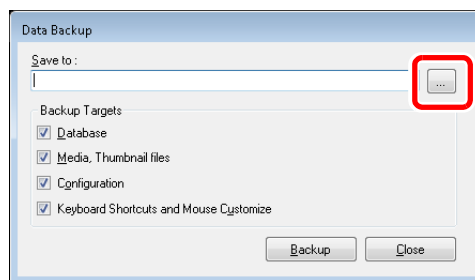 Data Backup
Save to :
...
Backup Targets
Database
Media, Thumbnail files
Configuration
Keyboard Shortcuts and Mouse Customize
Backup
Close